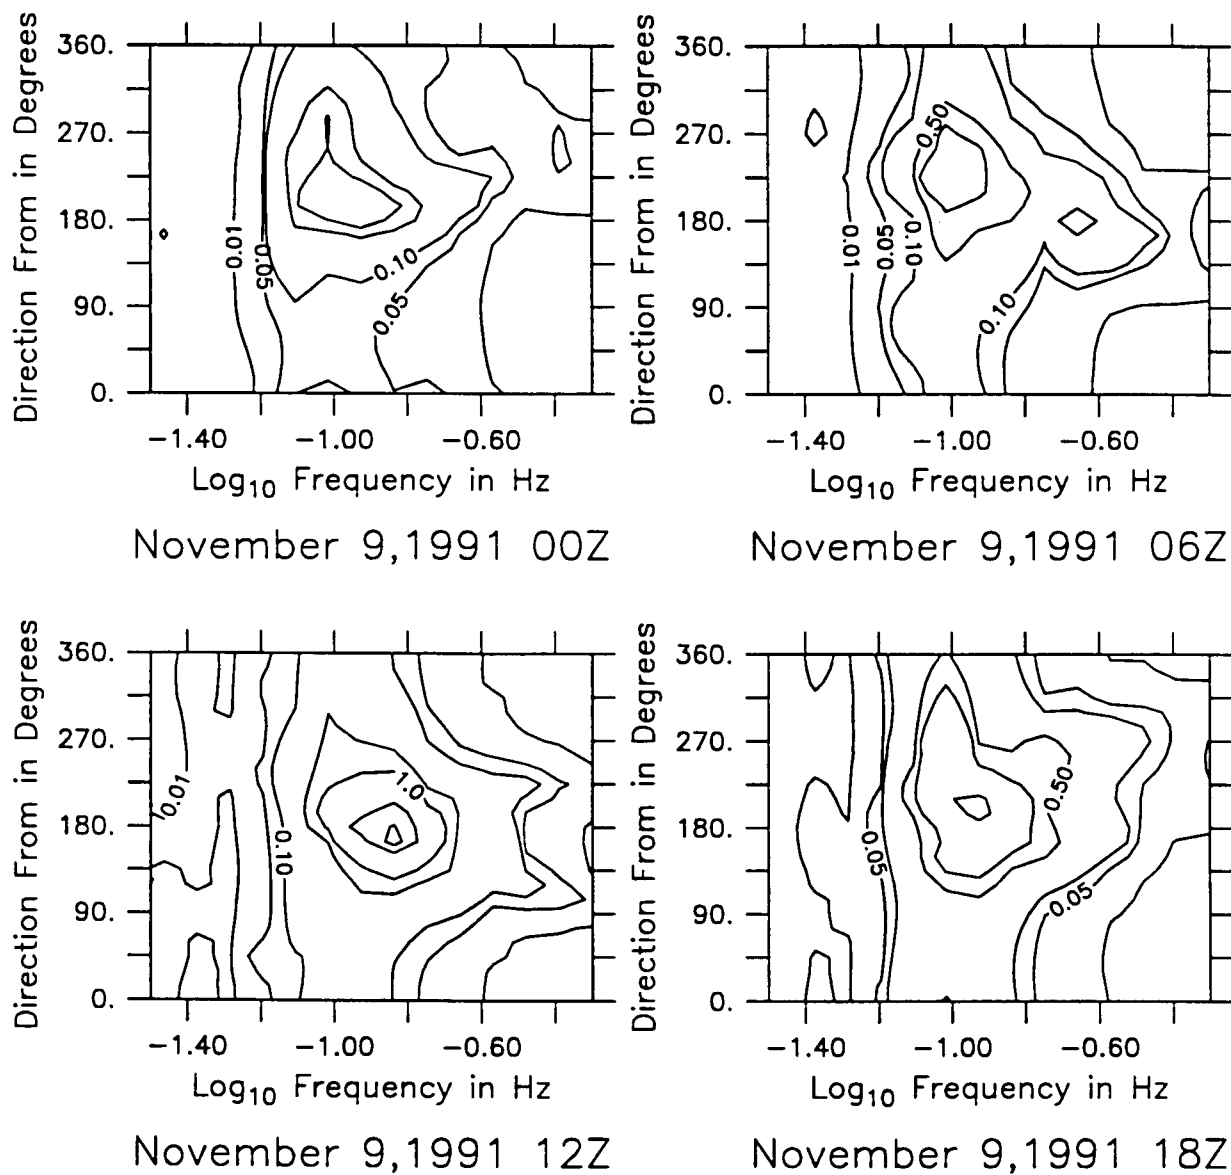 Direction From in Degrees
360.
270.
180.
90.
0.
0.01
0.05
0.10
0.05
-1.40 -1.00 -0.60
Log10 Frequency in Hz
November 9,1991 00Z
Direction From in Degrees
360.
270.
180.
90.
0.
0.50
0.01
0.05
0.10
0.10
-1.40 -1.00 -0.60
Log10 Frequency in Hz
November 9,1991 06Z
Direction From in Degrees
360.
270.
180.
90.
0.
0.01
1.0
0.10
-1.40 -1.00 -0.60
Log10 Frequency in Hz
November 9,1991 12Z
Direction From in Degrees
360.
270.
180.
90.
0.
0.50
0.05
0.05
-1.40 -1.00 -0.60
Log10 Frequency in Hz
November 9,1991 18Z